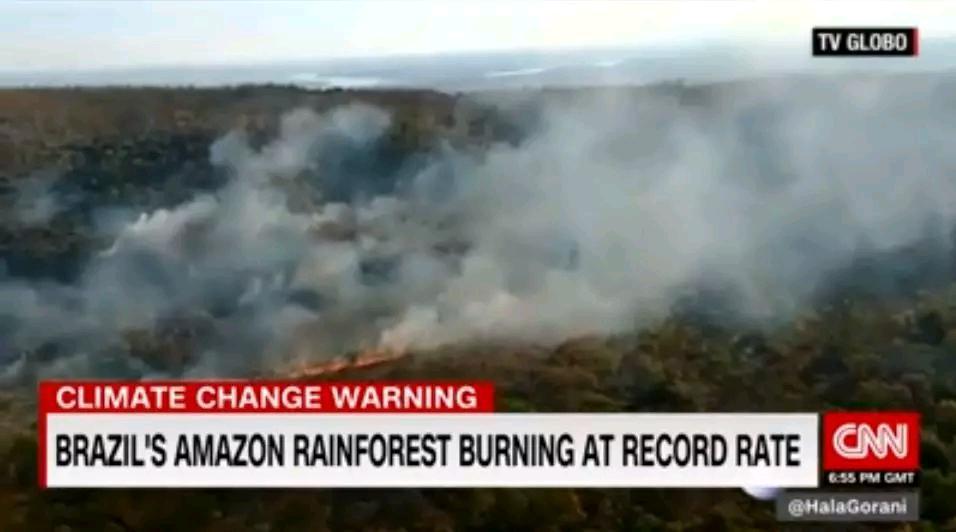 TV GLOBO
CLIMATE CHANGE WARNING
BRAZIL'S AMAZON RAINFOREST BURNING AT RECORD RATE
CNN
6:55 PM GMT
@HalaGorani